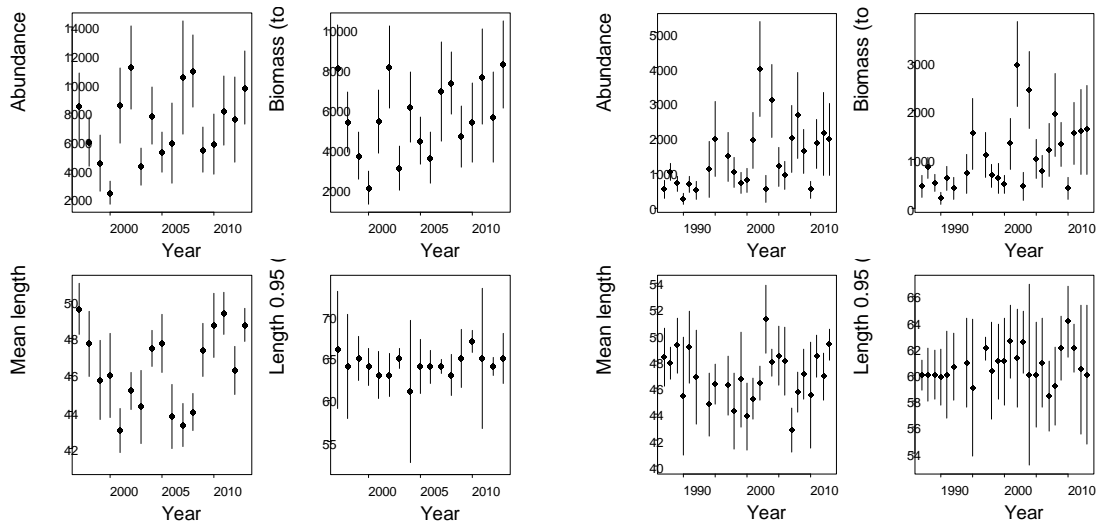 Abundance
14000
12000
10000
8000
6000
4000
2000
2000 2005 2010
Year
Biomass (to
10000
8000
6000
4000
2000
2000 2005 2010
Year
Abundance
5000
4000
3000
2000
1000
0
1990 2000 2010
Year
Biomass (to
3000
2000
1000
0
1990 2000 2010
Year
Mean length
50
48
46
44
42
2000 2005 2010
Year
Length 0.95 (
70
65
60
55
2000 2005 2010
Year
Mean length
54
52
50
48
46
44
42
40
1990 2000 2010
Year
Length 0.95 (
66
64
62
60
58
56
54
1990 2000 2010
Year